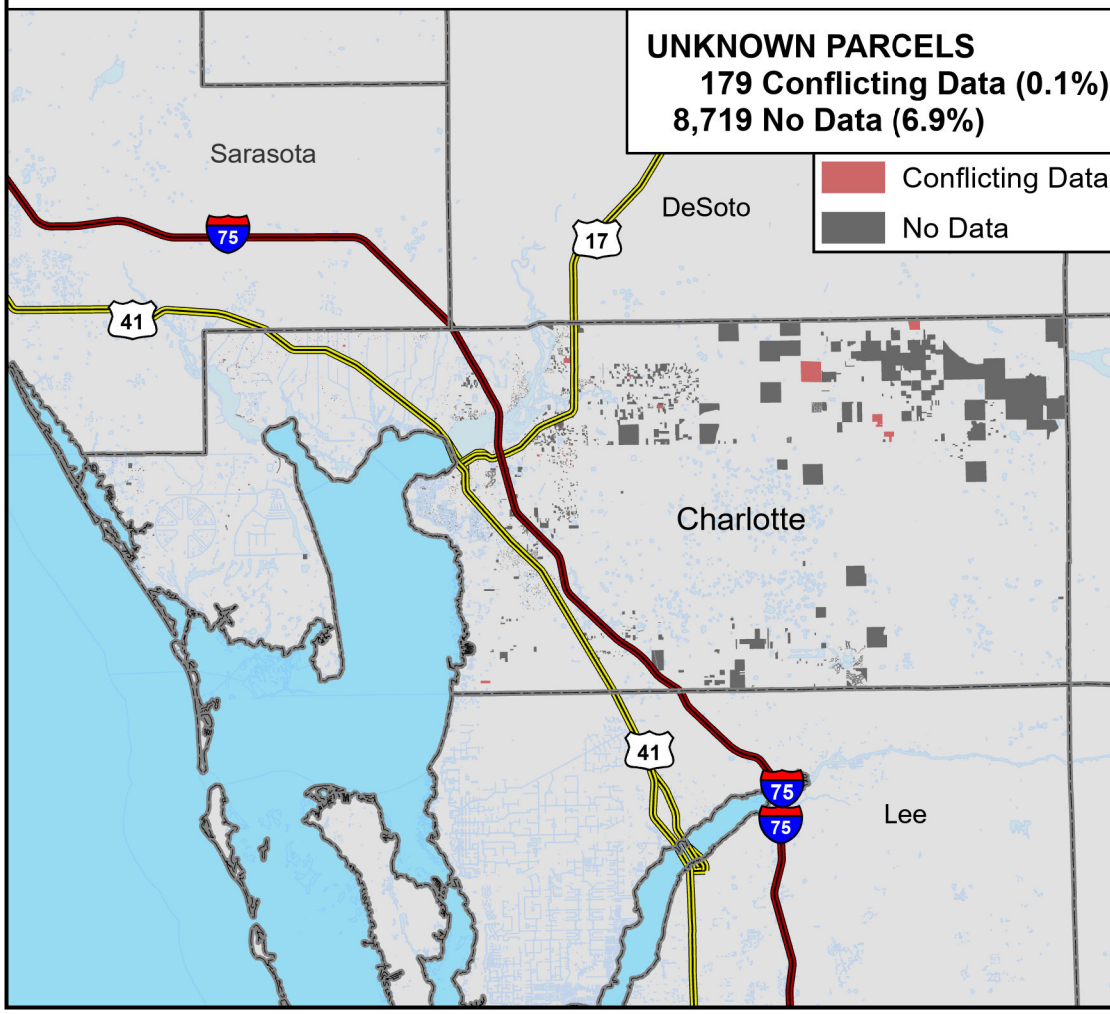 UNKNOWN PARCELS
179 Conflicting Data (0.1%)
8,719 No Data (6.9%)
Conflicting Data
No Data
Sarasota
DeSoto
75
17
41
Charlotte
41
75
75
Lee